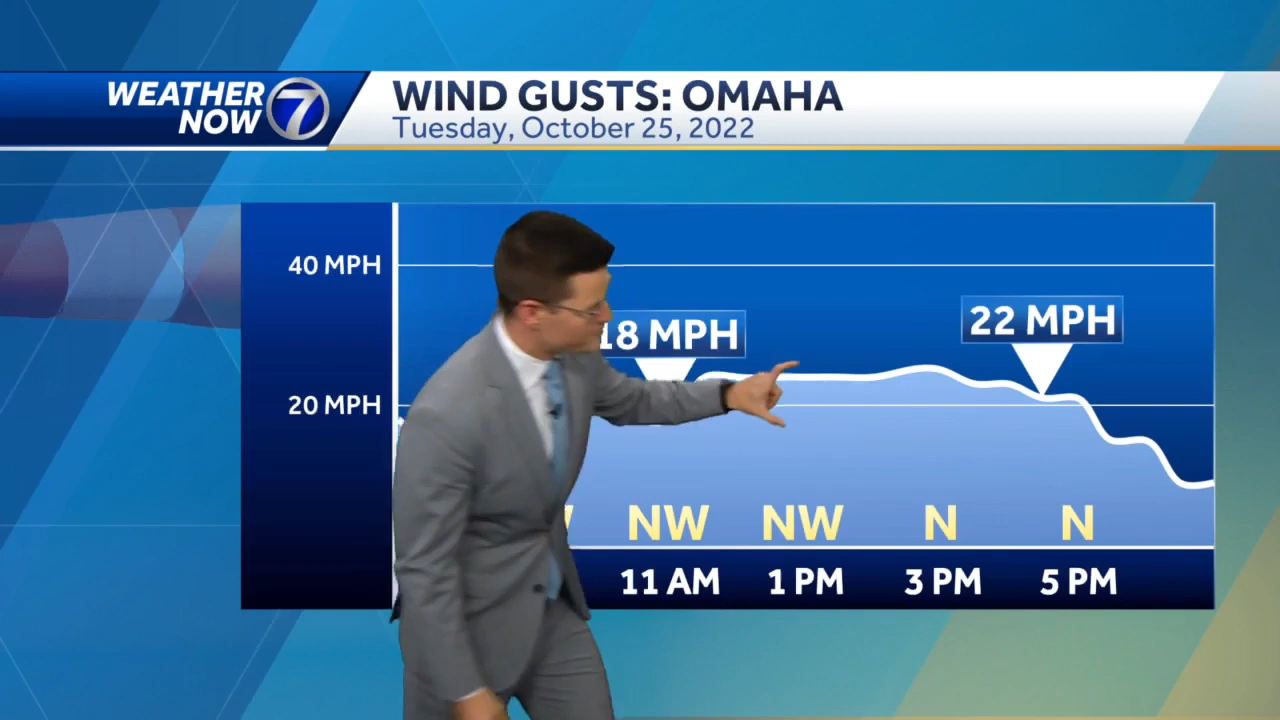 WEATHER
NOW 7
WIND GUSTS: OMAHA
Tuesday, October 25, 2022
40 MPH
18 MPH
22 MPH
20 MPH
NW NW N N
11 AM 1 PM 3 PM 5 PM